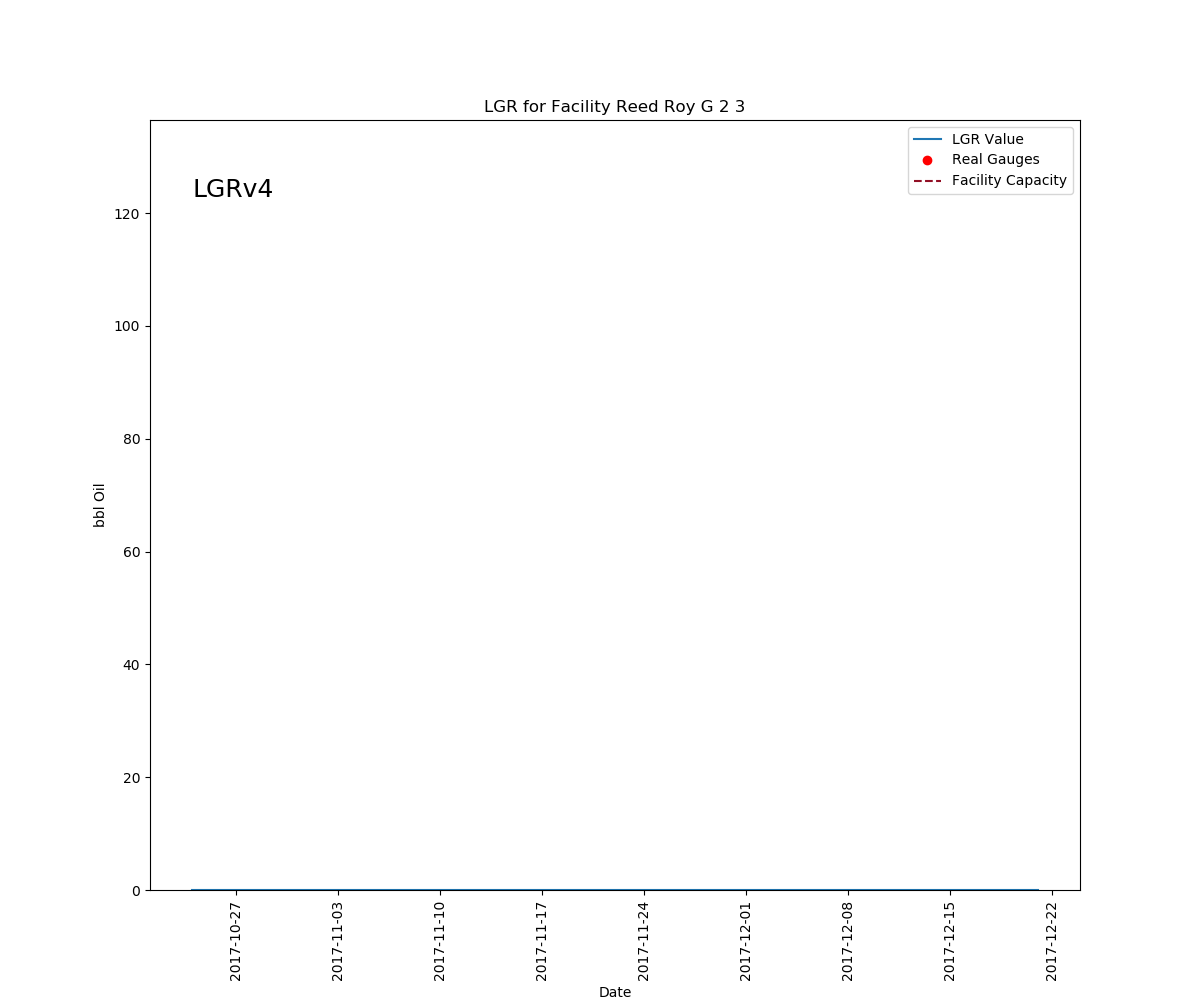 LGR for Facility Reed Roy G 2 3
LGRv4
LGR Value
Real Gauges
Facility Capacity
120
100
80
60
40
20
0
bbl Oil
2017-10-27
2017-11-03
2017-11-10
2017-11-17
2017-11-24
2017-12-01
2017-12-08
2017-12-15
2017-12-22
Date